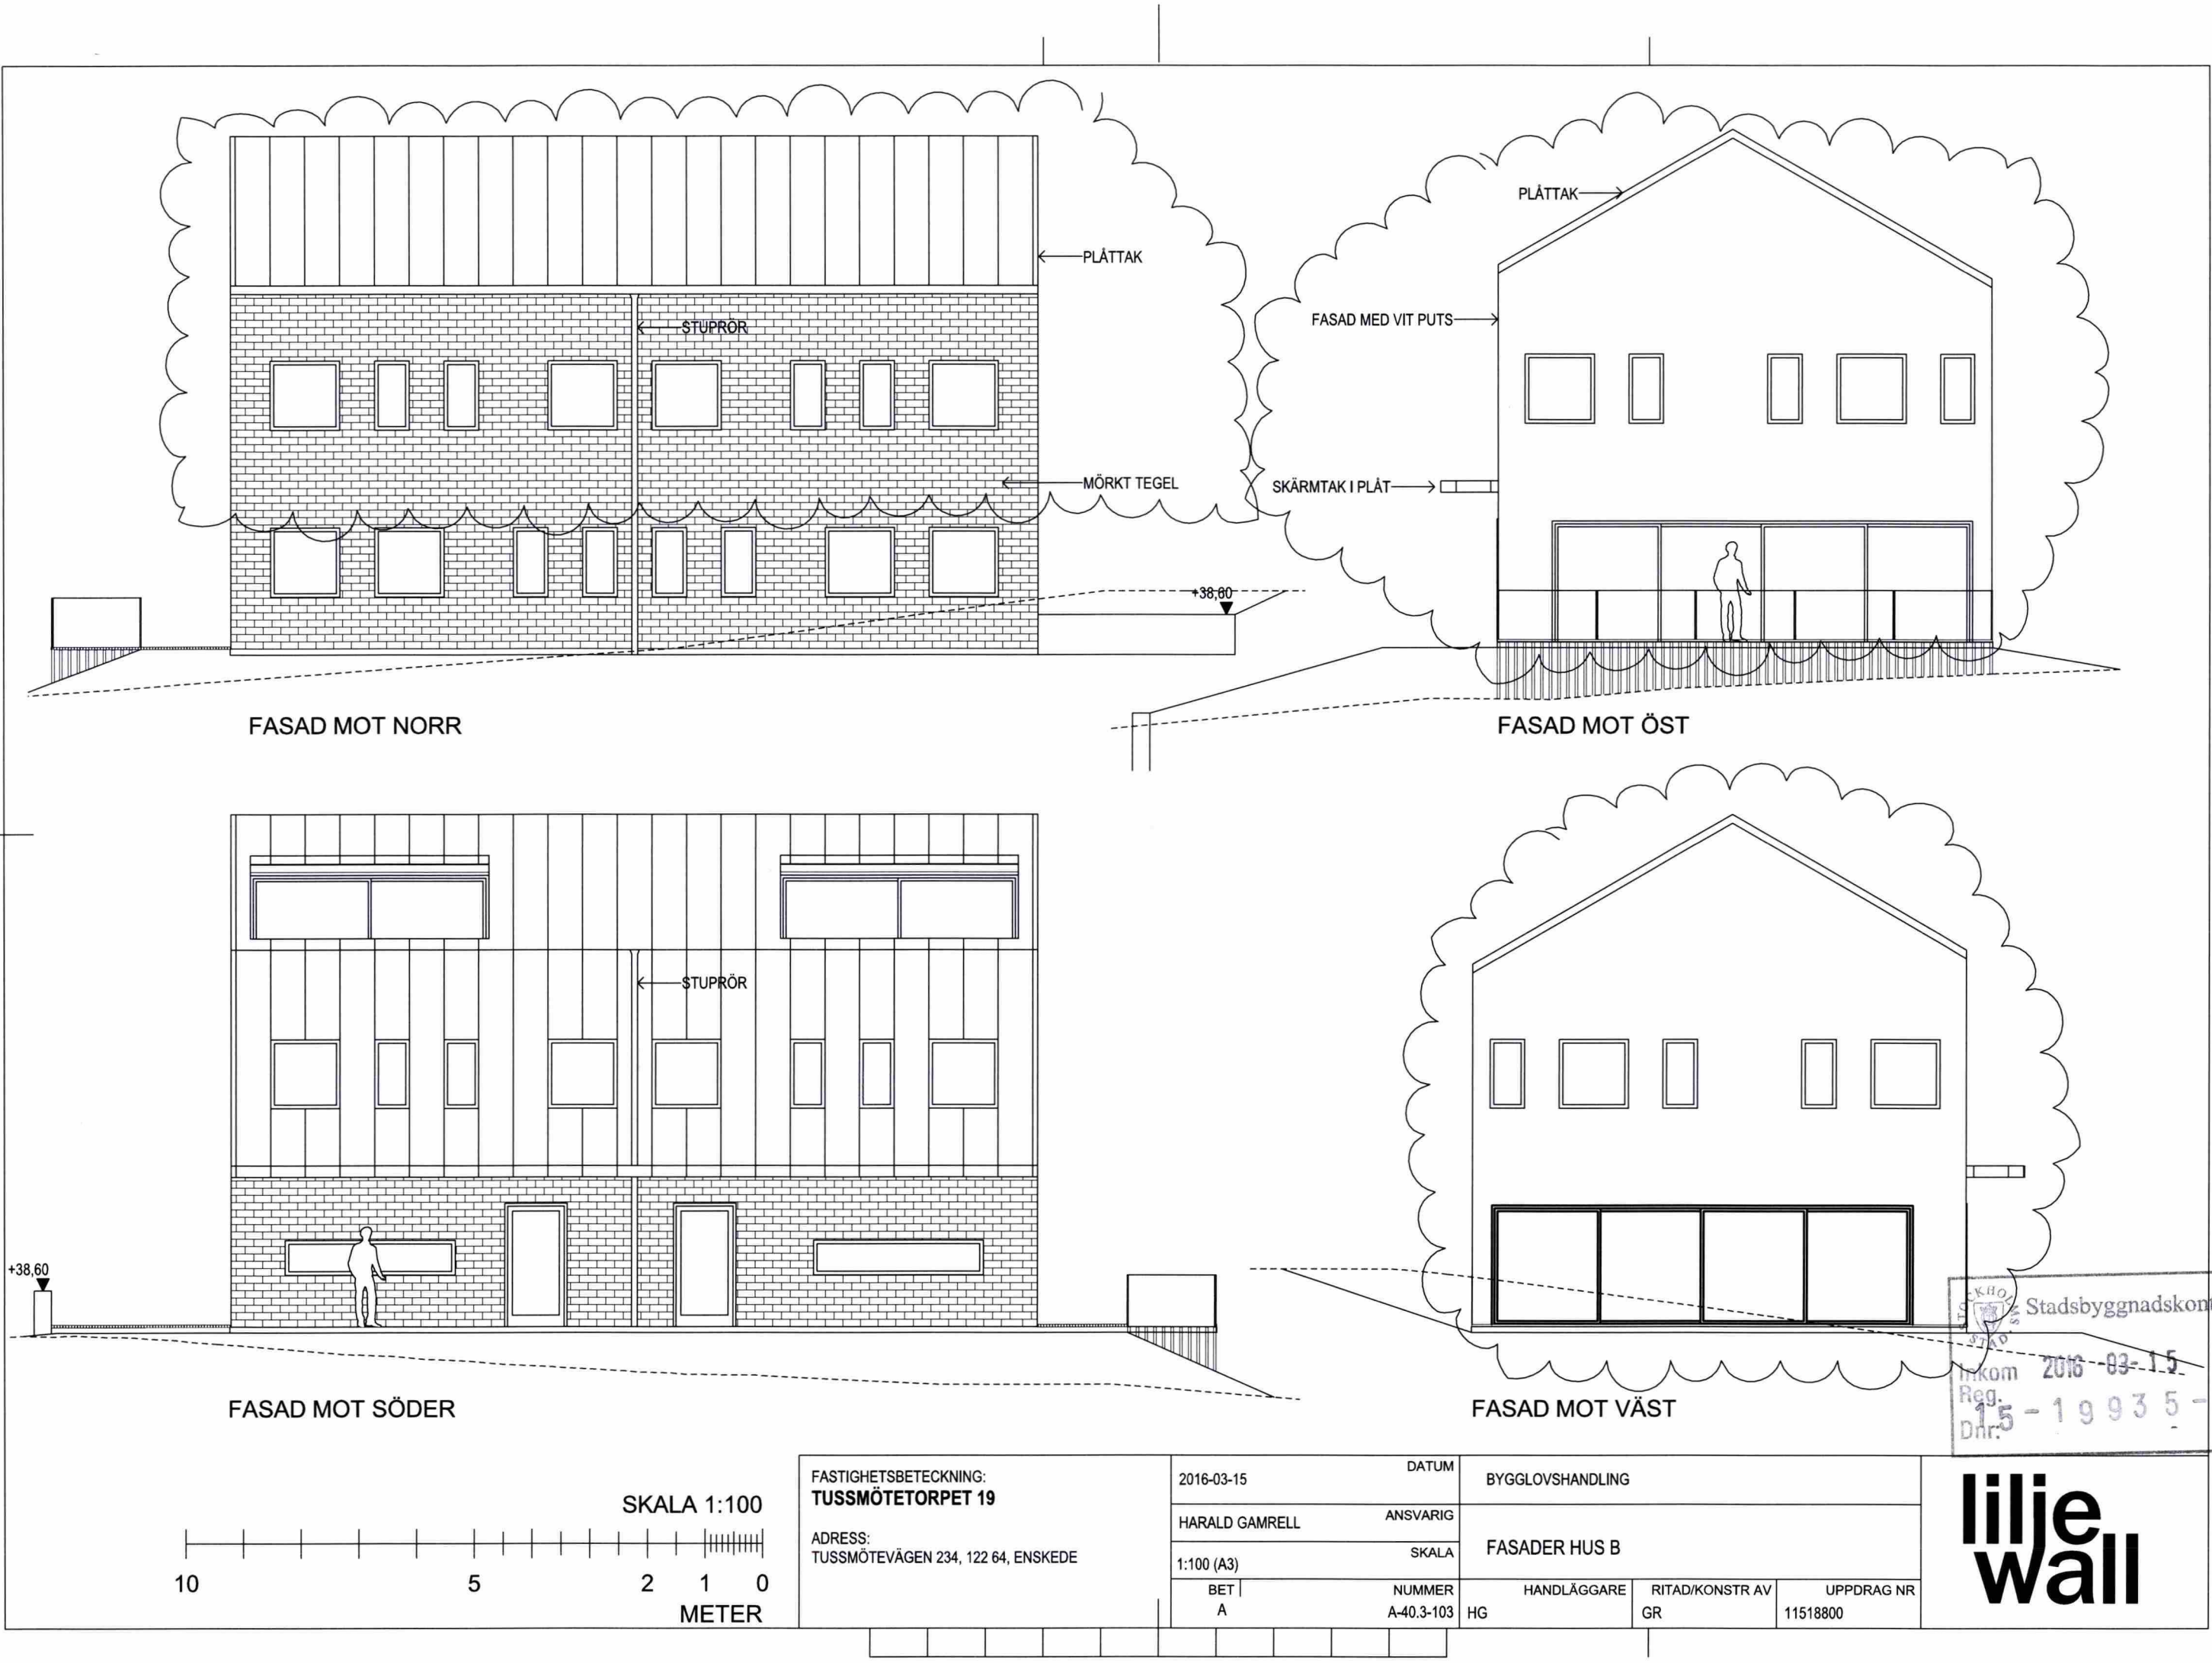 PLÅTTAK
STUPRÖR
MÖRKT TEGEL
+38,60
FASAD MOT NORR
PLÅTTAK
FASAD MED VIT PUTS
SKÄRMTAK I PLÅT
FASAD MOT ÖST
STUPRÖR
+38,60
FASAD MOT SÖDER
FASAD MOT VÄST
STOCKHOLMS STAD
Stadsbyggnadskon
Inkom 2016-03-15
Reg.
Dnr: 15-19935-
SKALA 1:100
10 5 2 1 0
METER
FASTIGHETSBETECKNING:
TUSSMÖTETORPET 19
ADRESS:
TUSSMÖTEVÄGEN 234, 122 64, ENSKEDE
2016-03-15 DATUM
HARALD GAMRELL ANSVARIG
1:100 (A3) SKALA
BET NUMMER
A A-40.3-103
BYGGLOVSHANDLING
FASADER HUS B
HANDLÄGGARE RITAD/KONSTR AV UPPDRAG NR
HG GR 11518800
lilje
wall